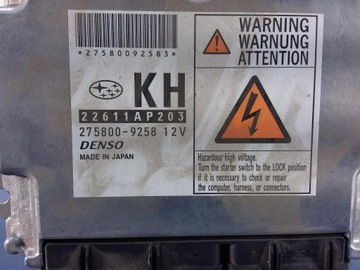 *27580092583*
KH
22611AP203
275800-9258 12V
DENSO
MADE IN JAPAN
WARNING
WARNUNG
ATTENTION
Hazardous high voltage.
Turn the starter switch to the LOCK position
if it is necessary to check or repair
the computer, harness, or connectors.